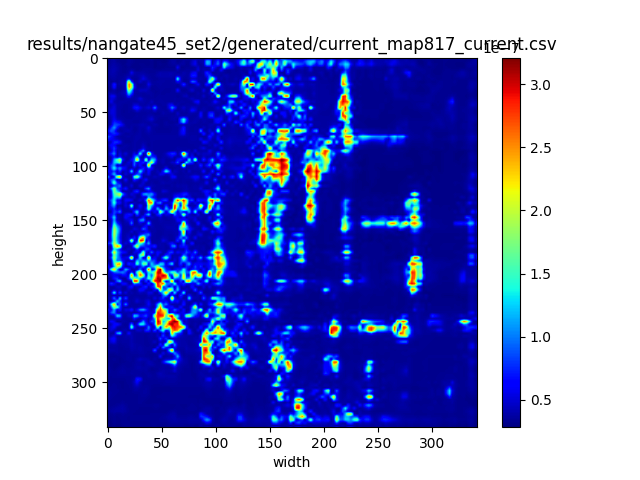 results/nangate45_set2/generated/current_map817_current.csv
1e−7
0
50
100
150
200
250
300
height
0 50 100 150 200 250 300
width
3.0
2.5
2.0
1.5
1.0
0.5